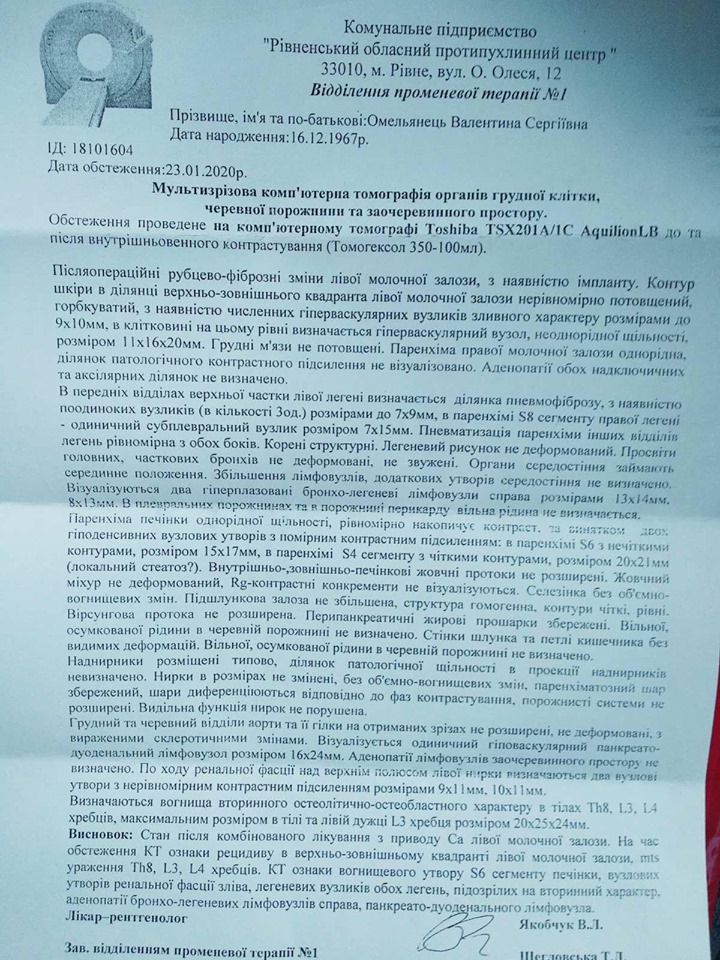 Комунальне підприємство
"Рівненський обласний протипухлинний центр "
33010, м. Рівне, вул. О. Олеся, 12
Відділення променевої терапії №1
Прізвище, ім'я та по-батькові:Омельянець Валентина Сергіївна
Дата народження:16.12.1967р.
ІД: 18101604
Дата обстеження:23.01.2020р.
Мультизрізова комп'ютерна томографія органів грудної клітки,
черевної порожнини та заочеревинного простору.
Обстеження проведене на комп'ютерному томографі Toshiba TSX201A/1C AquilionLB до та
після внутрішньовенного контрастування (Томогексол 350-100мл).
Післяопераційні рубцево-фіброзні зміни лівої молочної залози, з наявністю імпланту. Контур
шкіри в ділянці верхньо-зовнішнього квадранта лівої молочної залози нерівномірно потовщений,
горбкуватий, з наявністю численних гіперваскулярних вузликів зливного характеру розмірами до
9х10мм, в клітковині на цьому рівні визначається гіперваскулярний вузол, неоднорідної щільності,
розміром 11х16х20мм. Грудні м'язи не потовщені. Паренхіма правої молочної залози однорідна,
ділянок патологічного контрастного підсилення не візуалізовано. Аденопатії обох надключичних
та аксілярних ділянок не визначено.
В передніх відділах верхньої частки лівої легені визначається ділянка пневмофіброзу, з наявністю
поодиноких вузликів (в кількості 3од.) розмірами до 7х9мм, в паренхімі S8 сегменту правої легені
- одиничний субплевральний вузлик розміром 7х15мм. Пневматизація паренхіми інших відділів
легень рівномірна з обох боків. Корені структурні. Легеневий рисунок не деформований. Просвіти
головних, часткових бронхів не деформовані, не звужені. Органи середостіння займають
серединне положення. Збільшення лімфовузлів, додаткових утворів середостіння не визначено.
Візуалізуються два гіперплазовані бронхо-легеневі лімфовузли справа розмірами 13х14мм,
8х13мм. В плевральних порожнинах та в порожнині перикарду вільна рідина не визначається.
Паренхіма печінки однорідної щільності, рівномірно накопичує контраст, за винятком двох
гіподенсивних вузлових утворів з помірним контрастним підсиленням: в паренхімі S6 з нечіткими
контурами, розміром 15х17мм, в паренхімі S4 сегменту з чіткими контурами, розміром 20х21мм
(локальний стеатоз?). Внутрішньо-,зовнішньо-печінкові жовчні протоки не розширені. Жовчний
міхур не деформований, Rg-контрастні конкременти не візуалізуються. Селезінка без об'ємно-
вогнищевих змін. Підшлункова залоза не збільшена, структура гомогенна, контури чіткі, рівні.
Вірсунгова протока не розширена. Перипанкреатичні жирові прошарки збережені. Вільної,
осумкованої рідини в черевній порожнині не визначено. Стінки шлунка та петлі кишечника без
видимих деформацій. Вільної, осумкованої рідини в черевній порожнині не визначено.
Наднирники розміщені типово, ділянок патологічної щільності в проекції наднирників
невизначено. Нирки в розмірах не змінені, без об'ємно-вогнищевих змін, паренхіматозний шар
збережений, шари диференціюються відповідно до фаз контрастування, порожнисті системи не
розширені. Видільна функція нирок не порушена.
Грудний та черевний відділи аорти та її гілки на отриманих зрізах не розширені, не деформовані, з
вираженими склеротичними змінами. Візуалізується одиничний гіповаскулярний панкреато-
дуоденальний лімфовузол розміром 16х24мм. Аденопатії лімфовузлів заочеревинного простору не
визначено. По ходу ренальної фасції над верхнім полюсом лівої нирки визначаються два вузлові
утвори з нерівномірним контрастним підсиленням розмірами 9х11мм, 10х11мм.
Визначаються вогнища вторинного остеолітично-остеобластого характеру в тілах Th8, L3, L4
хребців, максимальним розміром в тілі та лівій дужці L3 хребця розміром 20х25х24мм.
Висновок: Стан після комбінованого лікування з приводу Са лівої молочної залози. На час
обстеження КТ ознаки рецидиву в верхньо-зовнішньому квадранті лівої молочної залози, mts
ураження Th8, L3, L4 хребців. КТ ознаки вогнищевого утвору S6 сегменту печінки, вузлових
утворів ренальної фасції зліва, легеневих вузликів обох легень, підозрілих на вторинний характер,
аденопатії бронхо-легеневих лімфовузлів справа, панкреато-дуоденального лімфовузла.
Лікар–рентгенолог Якобчук В.Л.
Зав. відділенням променевої терапії №1 Щегловська Т.Л.